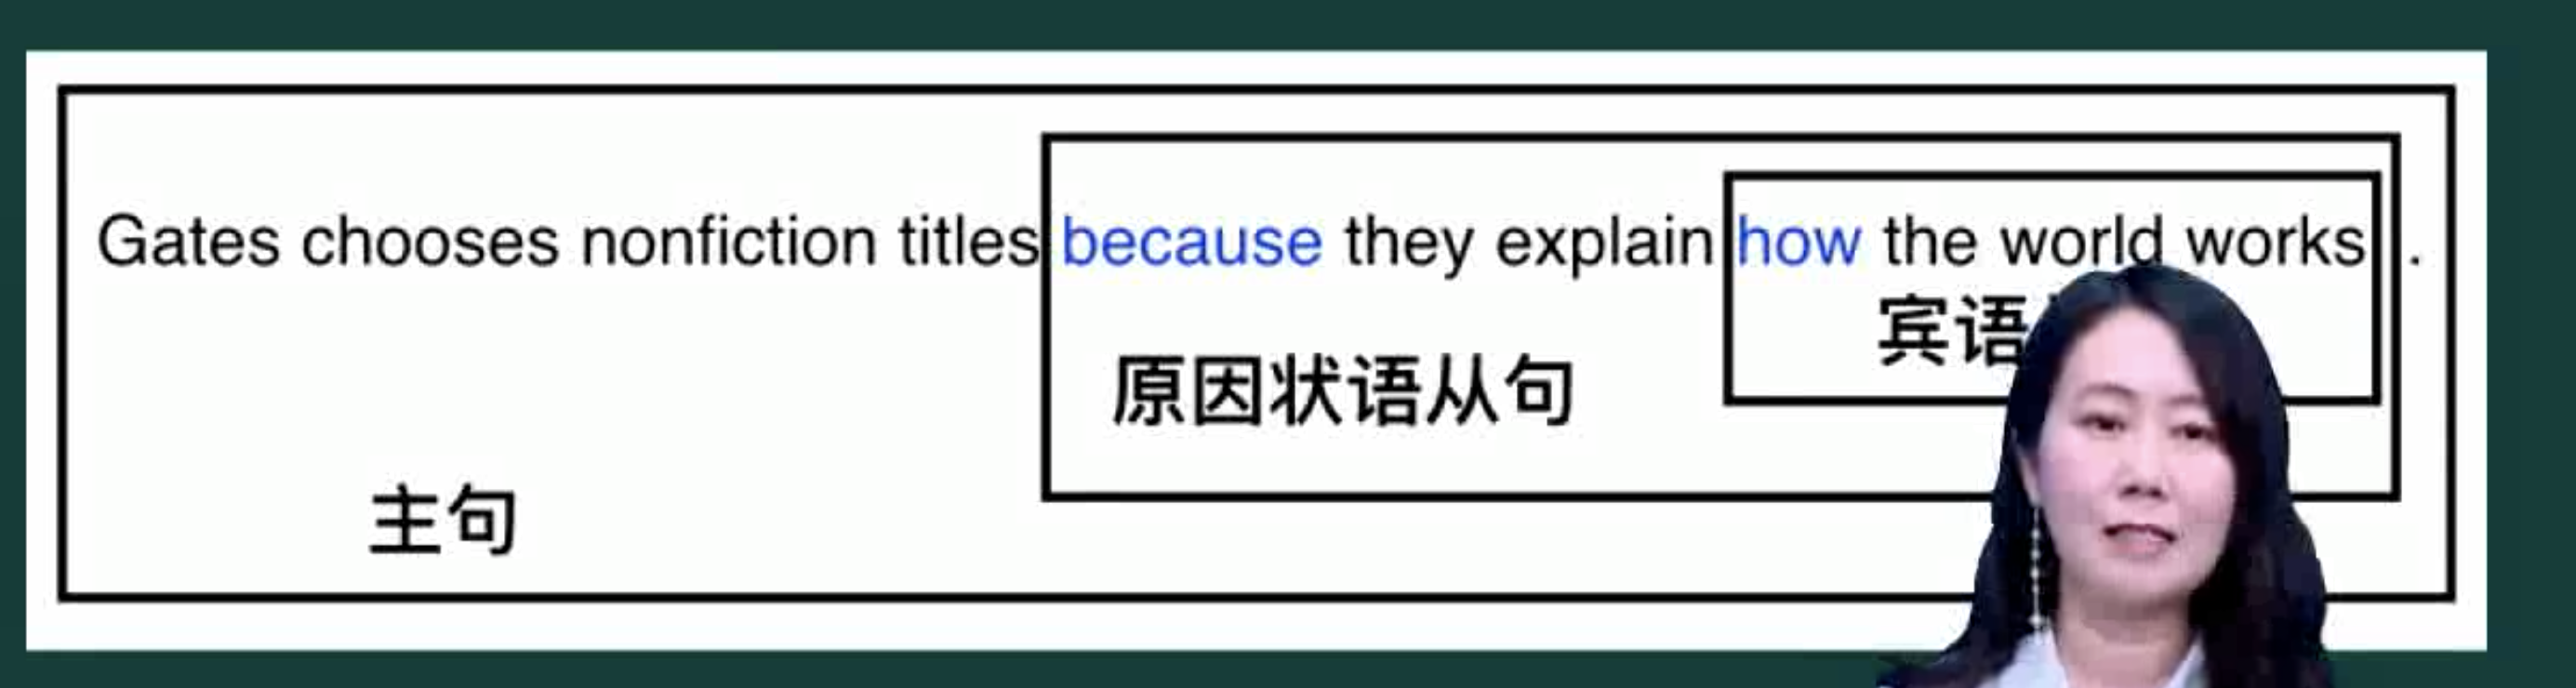 Gates chooses nonfiction titles because they explain how the world works .
宾语
原因状语从句
主句